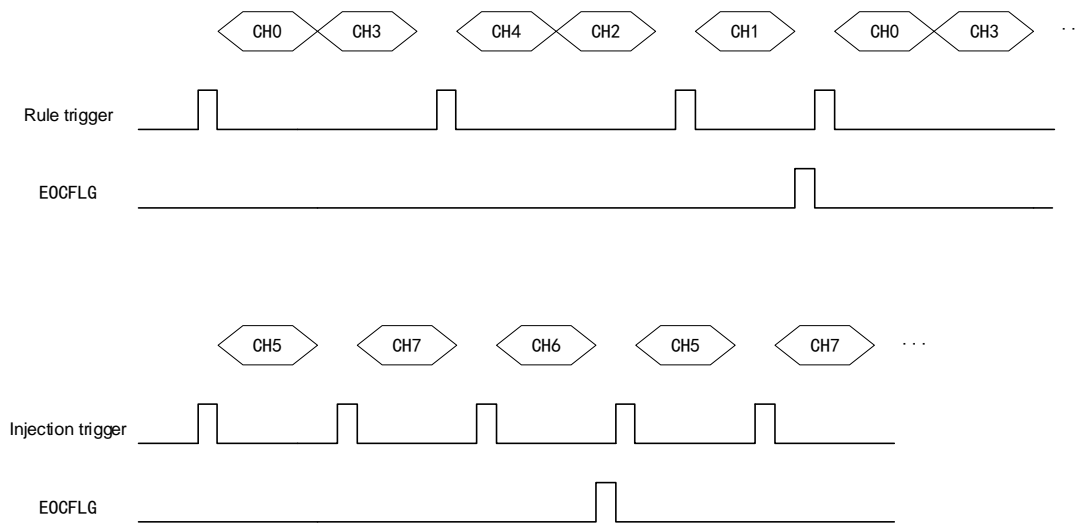 CH0 CH3 CH4 CH2 CH1 CH0 CH3 ··
Rule trigger
EOCFLG
CH5 CH7 CH6 CH5 CH7 ···
Injection trigger
EOCFLG